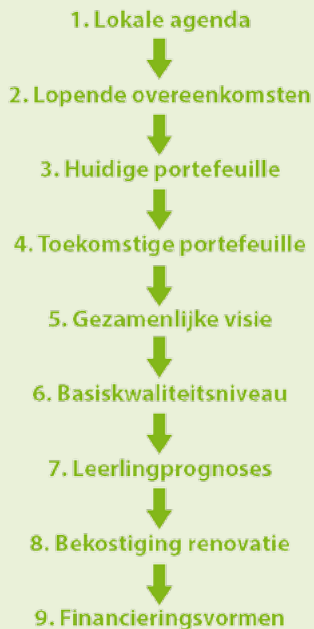 1. Lokale agenda
2. Lopende overeenkomsten
3. Huidige portefeuille
4. Toekomstige portefeuille
5. Gezamenlijke visie
6. Basiskwaliteitsniveau
7. Leerlingprognoses
8. Bekostiging renovatie
9. Financieringsvormen